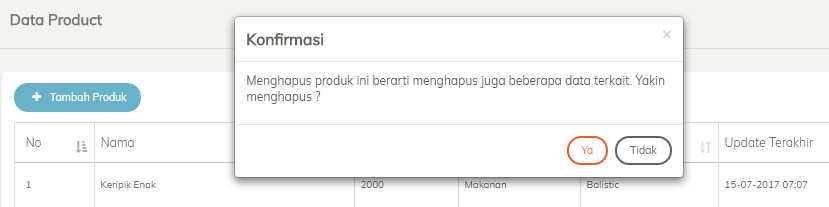 Data Product
Konfirmasi ×
Menghapus produk ini berarti menghapus juga beberapa data terkait. Yakin
menghapus ?
Ya Tidak
+ Tambah Produk
No Nama Update Terakhir
1 Keripik Enak 2000 Makanan Balistic 15-07-2017 07:07